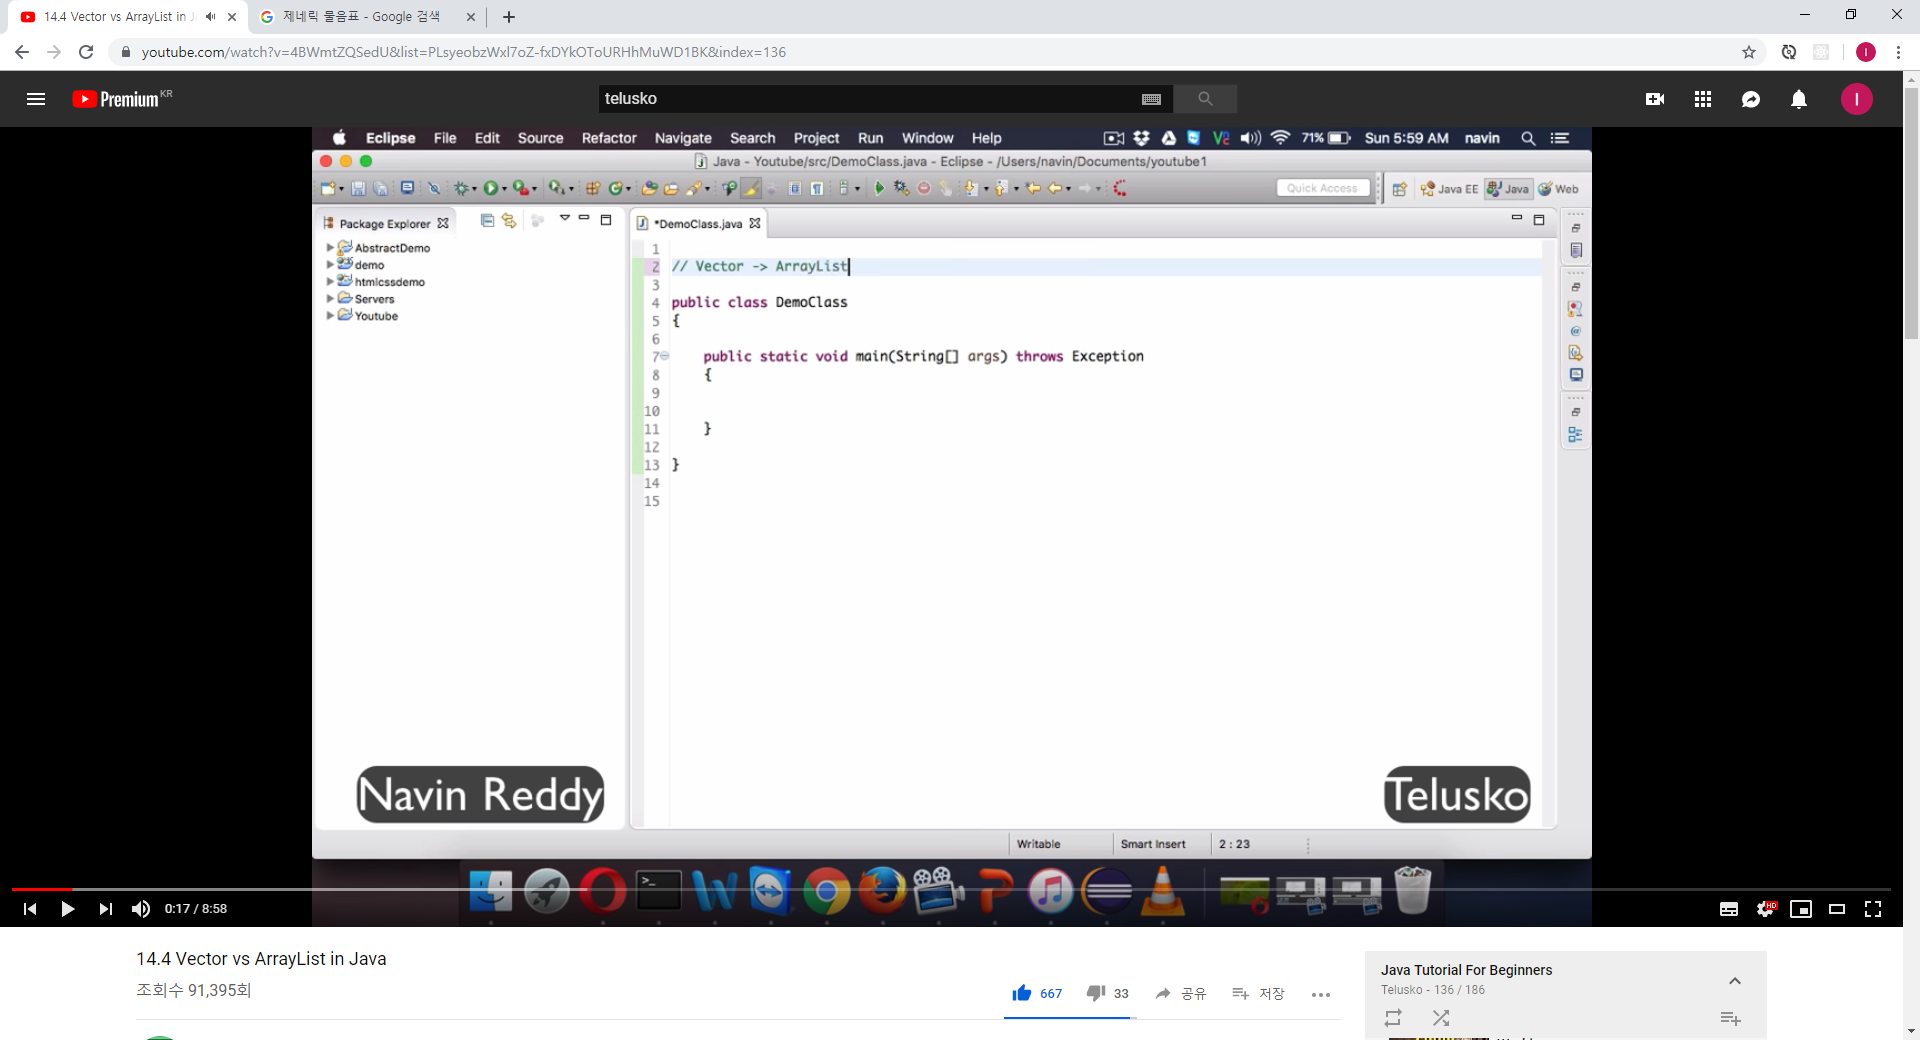 14.4 Vector vs ArrayList in J
제네릭 물음표 - Google 검색
youtube.com/watch?v=4BWmtZQSedU&list=PLsyeobzWxl7oZ-fxDYkOToURHhMuWD1BK&index=136
Premium KR
telusko
I
Eclipse File Edit Source Refactor Navigate Search Project Run Window Help
71% Sun 5:59 AM navin
Java - Youtube/src/DemoClass.java - Eclipse - /Users/navin/Documents/youtube1
Quick Access
Java EE Java Web
Package Explorer
*DemoClass.java
AbstractDemo
demo
htmlcssdemo
Servers
Youtube
1
2 // Vector -> ArrayList
3
4 public class DemoClass
5 {
6
7 public static void main(String[] args) throws Exception
8 {
9
10
11 }
12
13 }
14
15
Navin Reddy
Telusko
Writable Smart Insert 2 : 23
0:17 / 8:58
HD
14.4 Vector vs ArrayList in Java
조회수 91,395회
667 33 공유 저장
Java Tutorial For Beginners
Telusko - 136 / 186